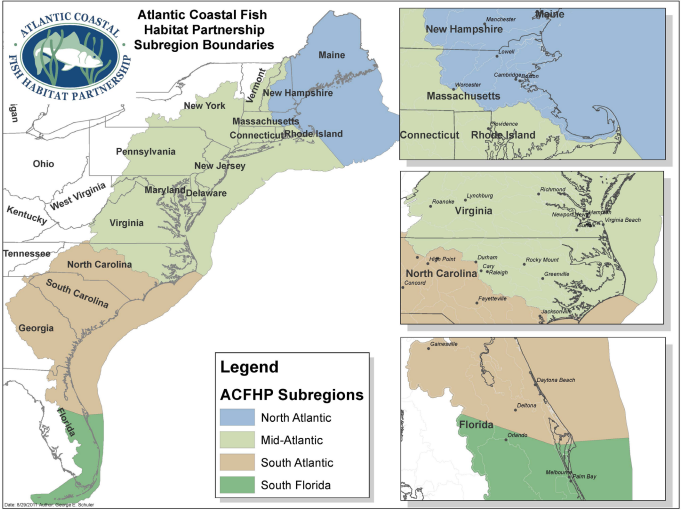 ATLANTIC COASTAL
FISH HABITAT PARTNERSHIP
Atlantic Coastal Fish
Habitat Partnership
Subregion Boundaries
Maine
Vermont
New Hampshire
New York
Massachusetts
Connecticut
Rhode Island
igan
Pennsylvania
New Jersey
Ohio
Maryland
Delaware
West Virginia
Kentucky
Virginia
Tennessee
North Carolina
South Carolina
Georgia
Florida
Legend
ACFHP Subregions
North Atlantic
Mid-Atlantic
South Atlantic
South Florida
Maine
Manchester
New Hampshire
Lowell
Cambridge
Worcester
Massachusetts
Providence
Connecticut
Rhode Island
Richmond
Lynchburg
Roanoke
Virginia
Hampton
Virginia Beach
High Point
Durham
Rocky Mount
Cary
Raleigh
North Carolina
Greenville
Concord
Fayetteville
Jacksonville
Gainesville
Daytona Beach
Deltona
Florida
Orlando
Melbourne
Palm Bay